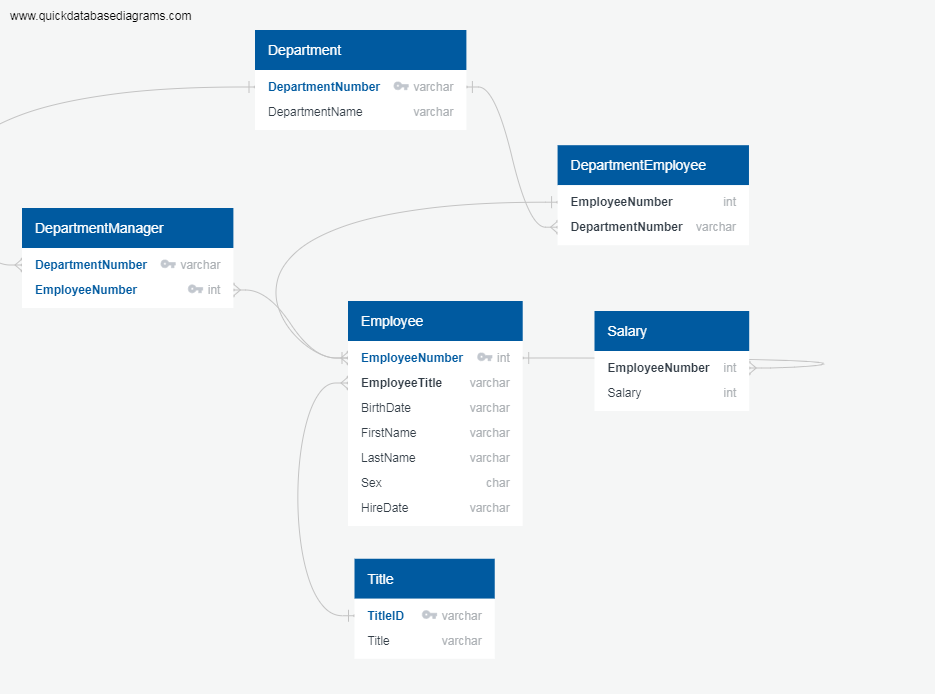 www.quickdatabasediagrams.com
Department
DepartmentNumber varchar
DepartmentName varchar
DepartmentEmployee
EmployeeNumber int
DepartmentNumber varchar
DepartmentManager
DepartmentNumber varchar
EmployeeNumber int
Employee
EmployeeNumber int
EmployeeTitle varchar
BirthDate varchar
FirstName varchar
LastName varchar
Sex char
HireDate varchar
Salary
EmployeeNumber int
Salary int
Title
TitleID varchar
Title varchar